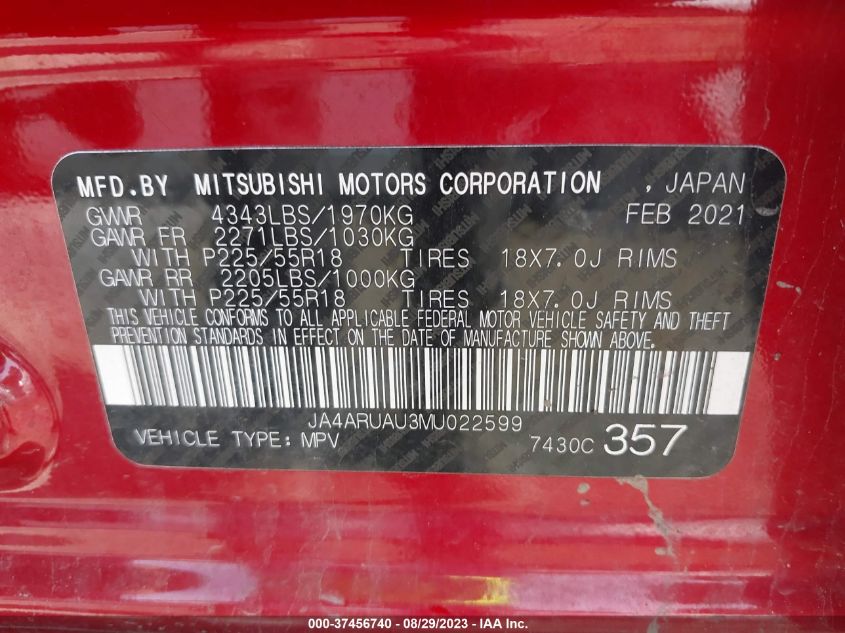 MFD.BY MITSUBISHI MOTORS CORPORATION , JAPAN
GVWR 4343LBS/1970KG FEB 2021
GAWR FR 2271LBS/1030KG
WITH P225/55R18 TIRES 18X7.0J RIMS
GAWR RR 2205LBS/1000KG
WITH P225/55R18 TIRES 18X7.0J RIMS
THIS VEHICLE CONFORMS TO ALL APPLICABLE FEDERAL MOTOR VEHICLE SAFETY AND THEFT
PREVENTION STANDARDS IN EFFECT ON THE DATE OF MANUFACTURE SHOWN ABOVE.
JA4ARUAU3MU022599
VEHICLE TYPE: MPV 7430C 357
000-37456740 - 08/29/2023 - IAA Inc.